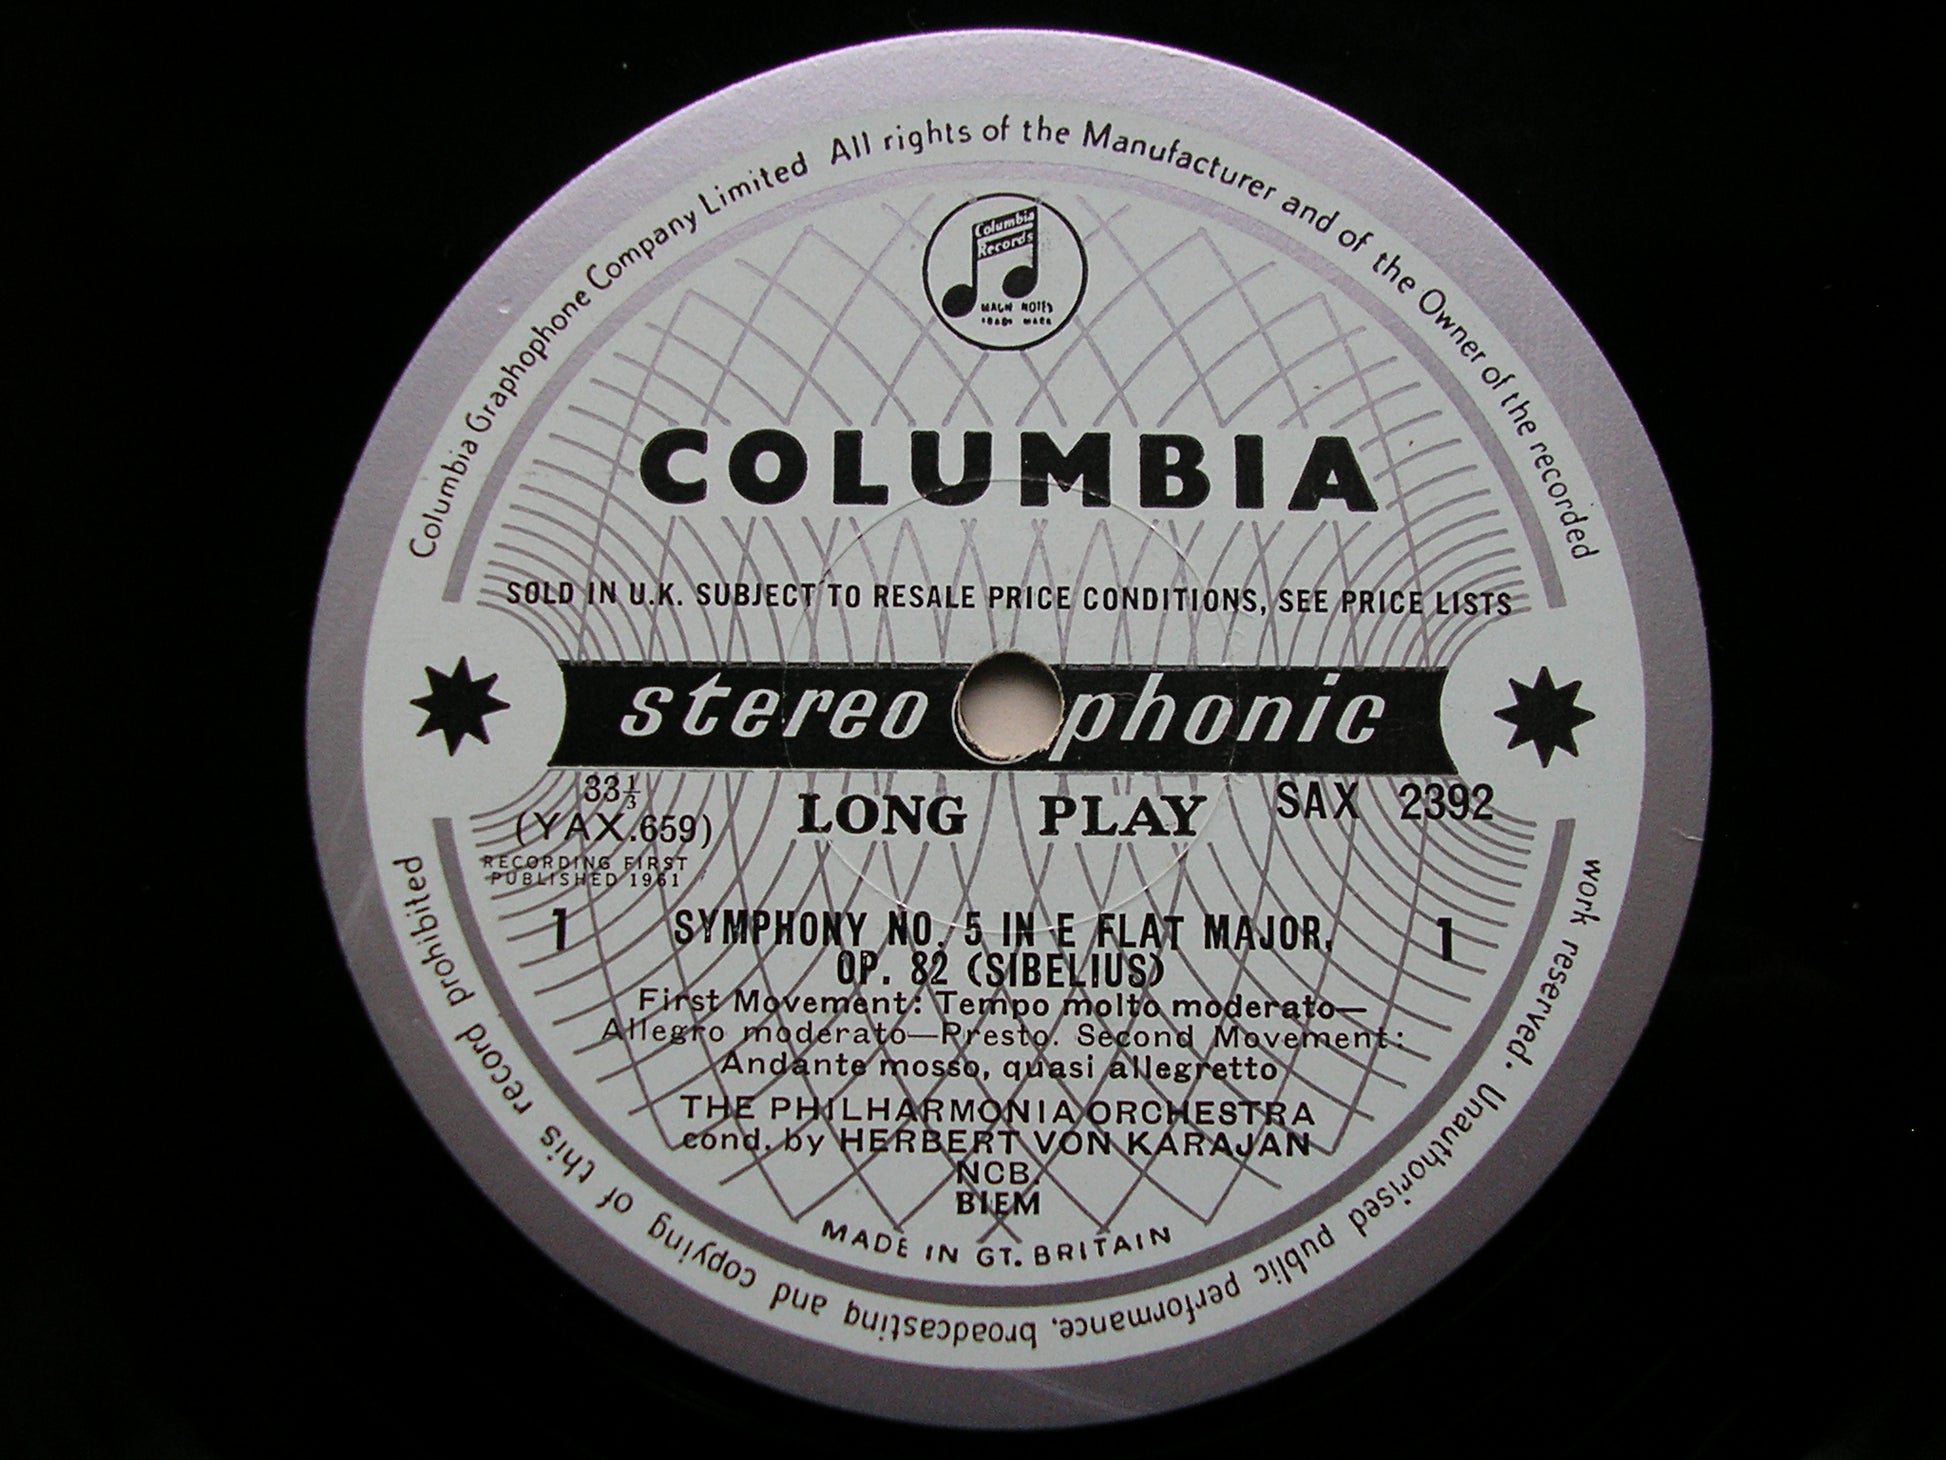 Columbia Graphophone Company Limited All rights of the Manufacturer and of the Owner of the recorded
work reserved. Unauthorised public performance, broadcasting and copying of this record prohibited
Columbia
Records
MAGIC NOTES
TRADE MARK
COLUMBIA
SOLD IN U.K. SUBJECT TO RESALE PRICE CONDITIONS, SEE PRICE LISTS
stereo phonic
33⅓
(YAX.659)
RECORDING FIRST
PUBLISHED 1961
LONG PLAY
SAX 2392
1
1
SYMPHONY NO. 5 IN E FLAT MAJOR,
OP. 82 (SIBELIUS)
First Movement: Tempo molto moderato—
Allegro moderato—Presto. Second Movement:
Andante mosso, quasi allegretto
THE PHILHARMONIA ORCHESTRA
cond. by HERBERT VON KARAJAN
NCB.
BIEM
MADE IN GT. BRITAIN